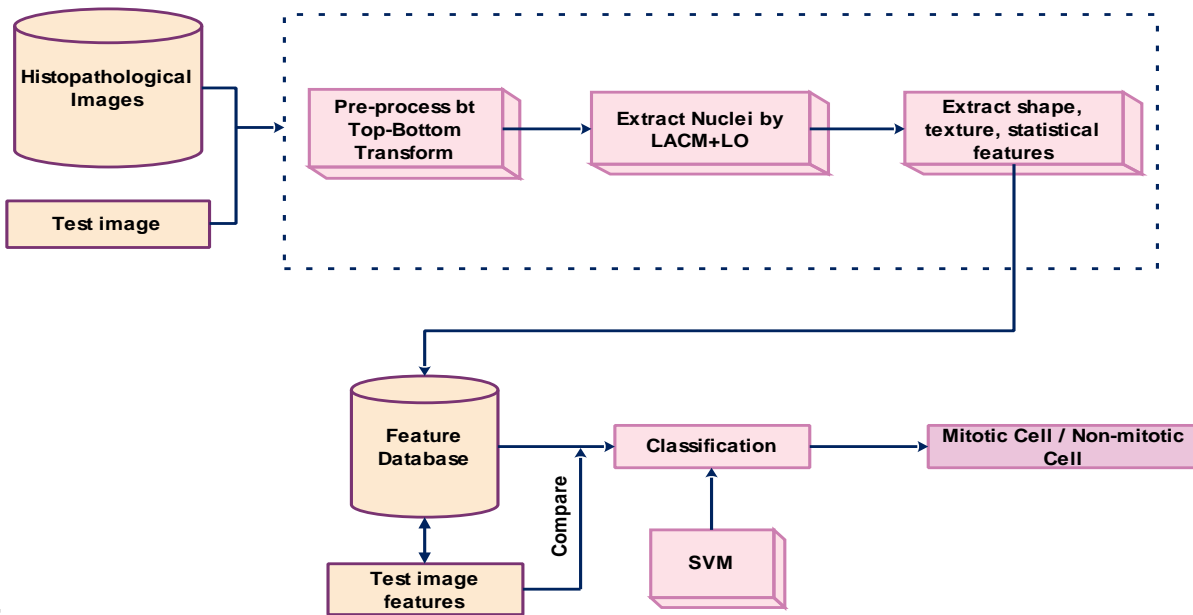 Histopathological
Images
Test image
Pre-process bt
Top-Bottom
Transform
Extract Nuclei by
LACM+LO
Extract shape,
texture, statistical
features
Feature
Database
Test image
features
Compare
Classification
SVM
Mitotic Cell / Non-mitotic
Cell